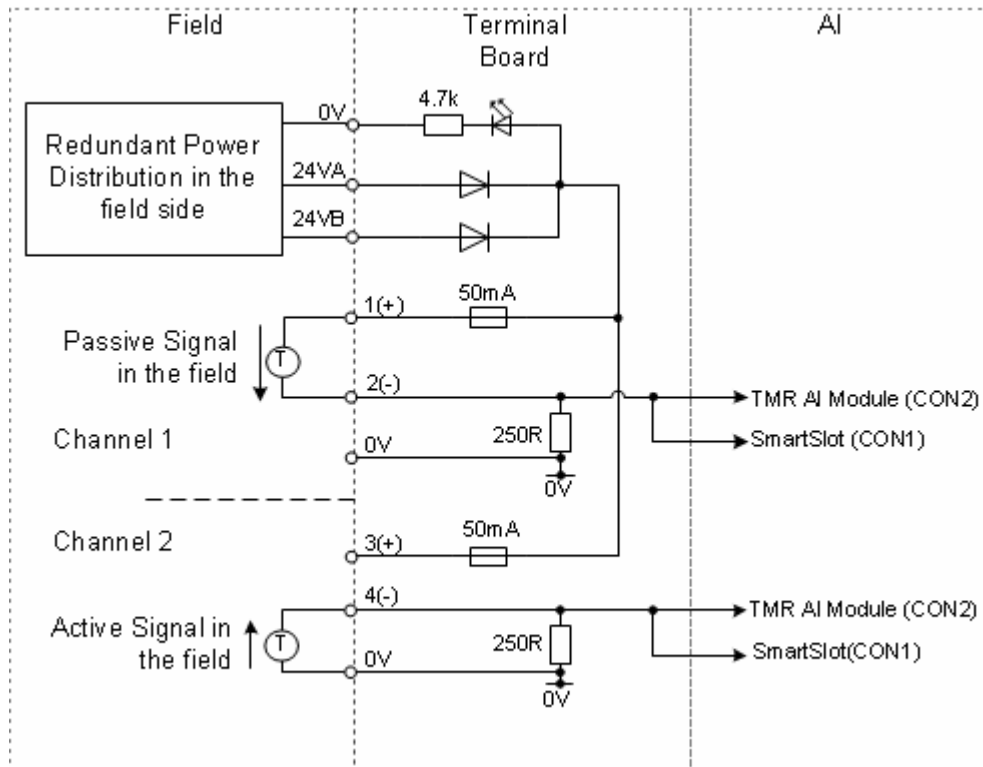 Field
Terminal
Board
AI
Redundant Power
Distribution in the
field side
0V
24VA
24VB
4.7k
1(+)
50mA
Passive Signal
in the field
T
2(-)
TMR AI Module (CON2)
SmartSlot (CON1)
250R
Channel 1
0V
0V
Channel 2
3(+)
50mA
4(-)
TMR AI Module (CON2)
SmartSlot(CON1)
Active Signal in
the field
T
250R
0V
0V